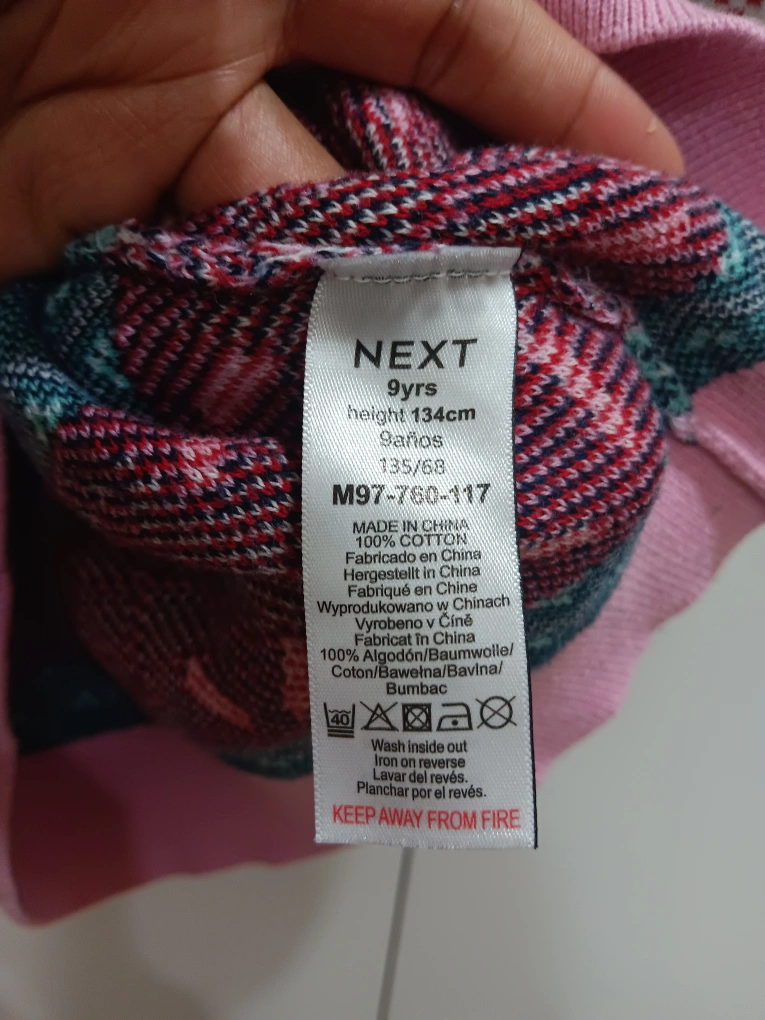 NEXT
9yrs
height 134cm
9años
135/68
M97-760-117
MADE IN CHINA
100% COTTON
Fabricado en China
Hergestellt in China
Fabriqué en Chine
Wyprodukowano w Chinach
Vyrobeno v Číně
Fabricat în China
100% Algodón/Baumwolle/
Coton/Bawełna/Bavlna/
Bumbac
40
Wash inside out
Iron on reverse
Lavar del revés.
Planchar por el revés.
KEEP AWAY FROM FIRE